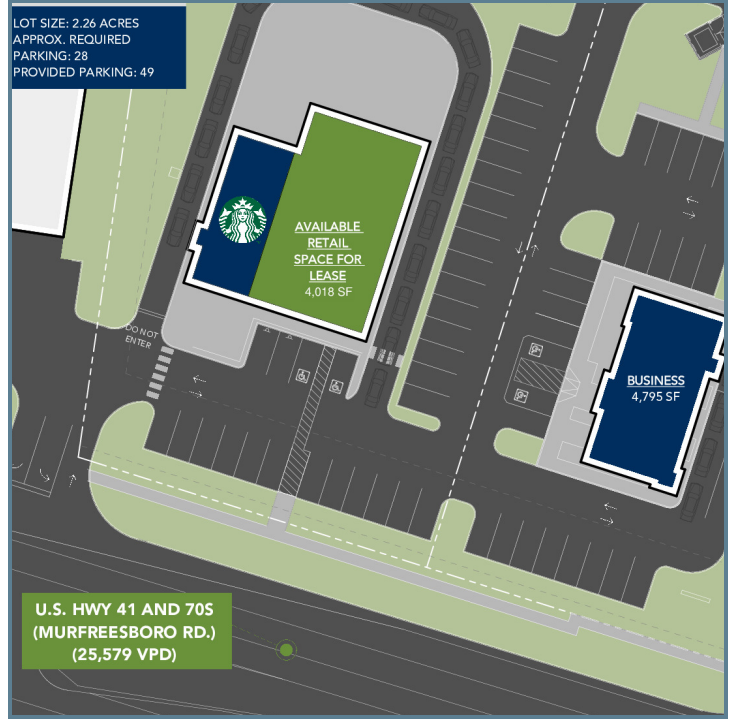 LOT SIZE: 2.26 ACRES
APPROX. REQUIRED
PARKING: 28
PROVIDED PARKING: 49
AVAILABLE
RETAIL
SPACE FOR
LEASE
4,018 SF
DO NOT
ENTER
BUSINESS
4,795 SF
U.S. HWY 41 AND 70S
(MURFREESBORO RD.)
(25,579 VPD)